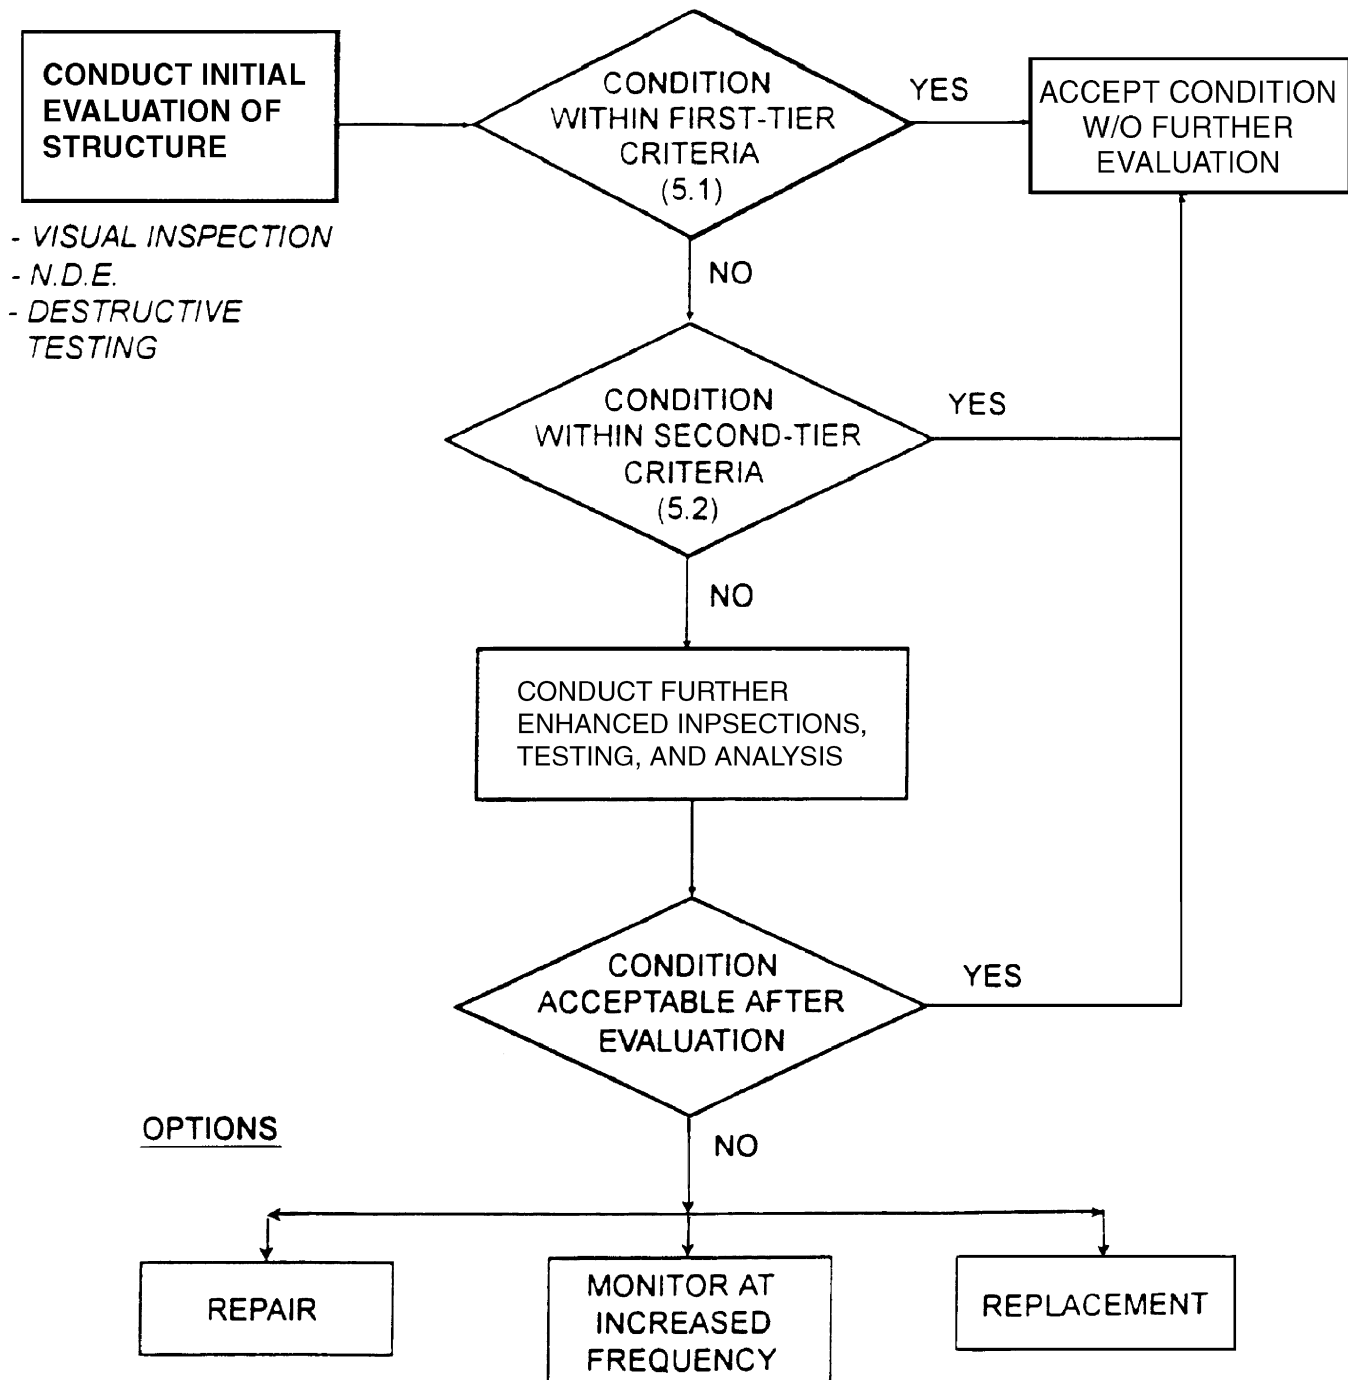 CONDUCT INITIAL
EVALUATION OF
STRUCTURE
- VISUAL INSPECTION
- N.D.E.
- DESTRUCTIVE
TESTING
CONDITION
WITHIN FIRST-TIER
CRITERIA
(5.1)
YES
ACCEPT CONDITION
W/O FURTHER
EVALUATION
NO
CONDITION
WITHIN SECOND-TIER
CRITERIA
(5.2)
YES
NO
CONDUCT FURTHER
ENHANCED INPSECTIONS,
TESTING, AND ANALYSIS
CONDITION
ACCEPTABLE AFTER
EVALUATION
YES
NO
OPTIONS
REPAIR
MONITOR AT
INCREASED
FREQUENCY
REPLACEMENT